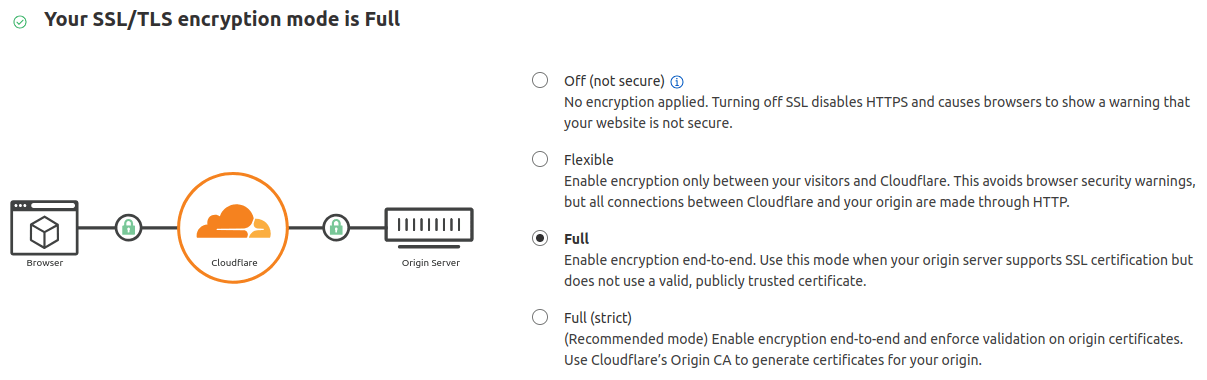 Your SSL/TLS encryption mode is Full
Off (not secure)
No encryption applied. Turning off SSL disables HTTPS and causes browsers to show a warning that
your website is not secure.
Flexible
Enable encryption only between your visitors and Cloudflare. This avoids browser security warnings,
but all connections between Cloudflare and your origin are made through HTTP.
Full
Enable encryption end-to-end. Use this mode when your origin server supports SSL certification but
does not use a valid, publicly trusted certificate.
Full (strict)
(Recommended mode) Enable encryption end-to-end and enforce validation on origin certificates.
Use Cloudflare’s Origin CA to generate certificates for your origin.
Browser
Cloudflare
Origin Server